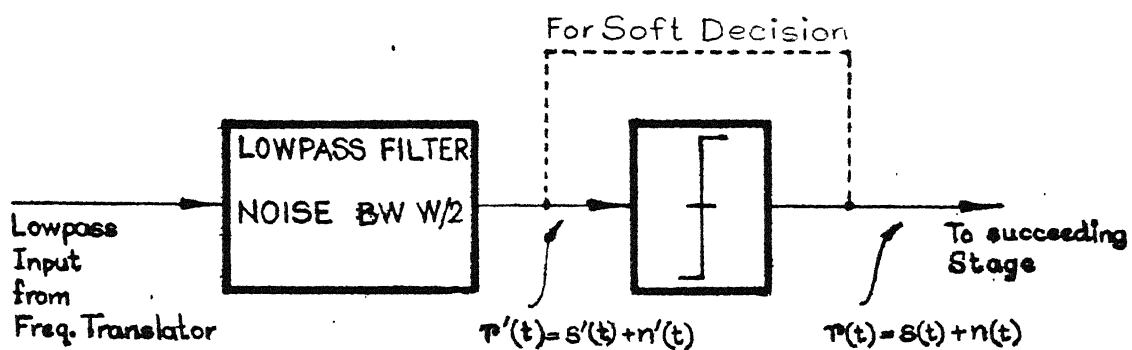 For Soft Decision
LOWPASS FILTER
NOISE BW W/2
Lowpass
Input
from
Freq. Translator
To succeeding
Stage
r'(t)=s'(t)+n'(t)
r(t)=s(t)+n(t)